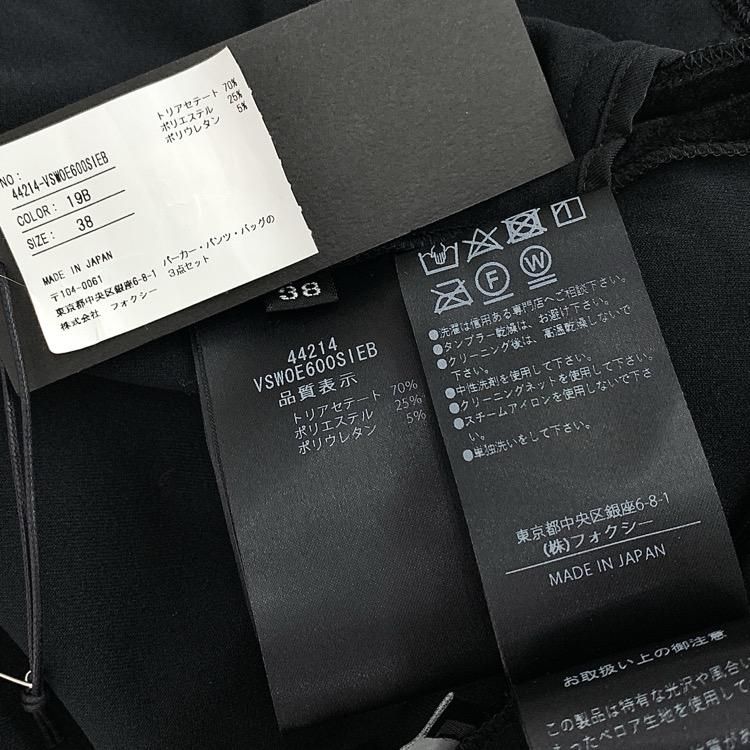 NO:
44214-VSWOE600SIEB
COLOR: 19B
SIZE: 38
トリアセテート 70%
ポリエステル 25%
ポリウレタン 5%
MADE IN JAPAN
〒104-0061
東京都中央区銀座6-8-1
株式会社 フォクシー
パーカー・パンツ・バッグの
3点セット
38
44214
VSWOE600SIEB
品質表示
トリアセテート 70%
ポリエステル 25%
ポリウレタン 5%
F
W
●洗濯は信用ある専門店へご相談下さい。
●タンブラー乾燥は、お避け下さい。
●クリーニング後は、高温乾燥しないで
下さい。
●中性洗剤を使用して下さい。
●クリーニングネットを使用して下さい。
●スチームアイロンを使用しないで下さ
い。
●単独洗いをして下さい。
東京都中央区銀座6-8-1
(株)フォクシー
MADE IN JAPAN
お取扱い上の御注意
この製品は特有な光沢や風合い
ったベロア生地を使用して